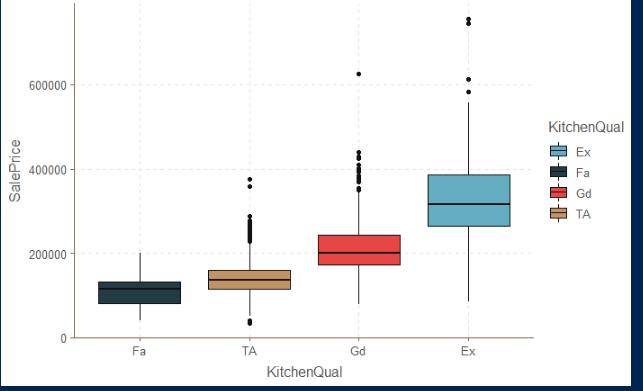 SalePrice
600000
400000
200000
0
Fa TA Gd Ex
KitchenQual
KitchenQual
Ex
Fa
Gd
TA